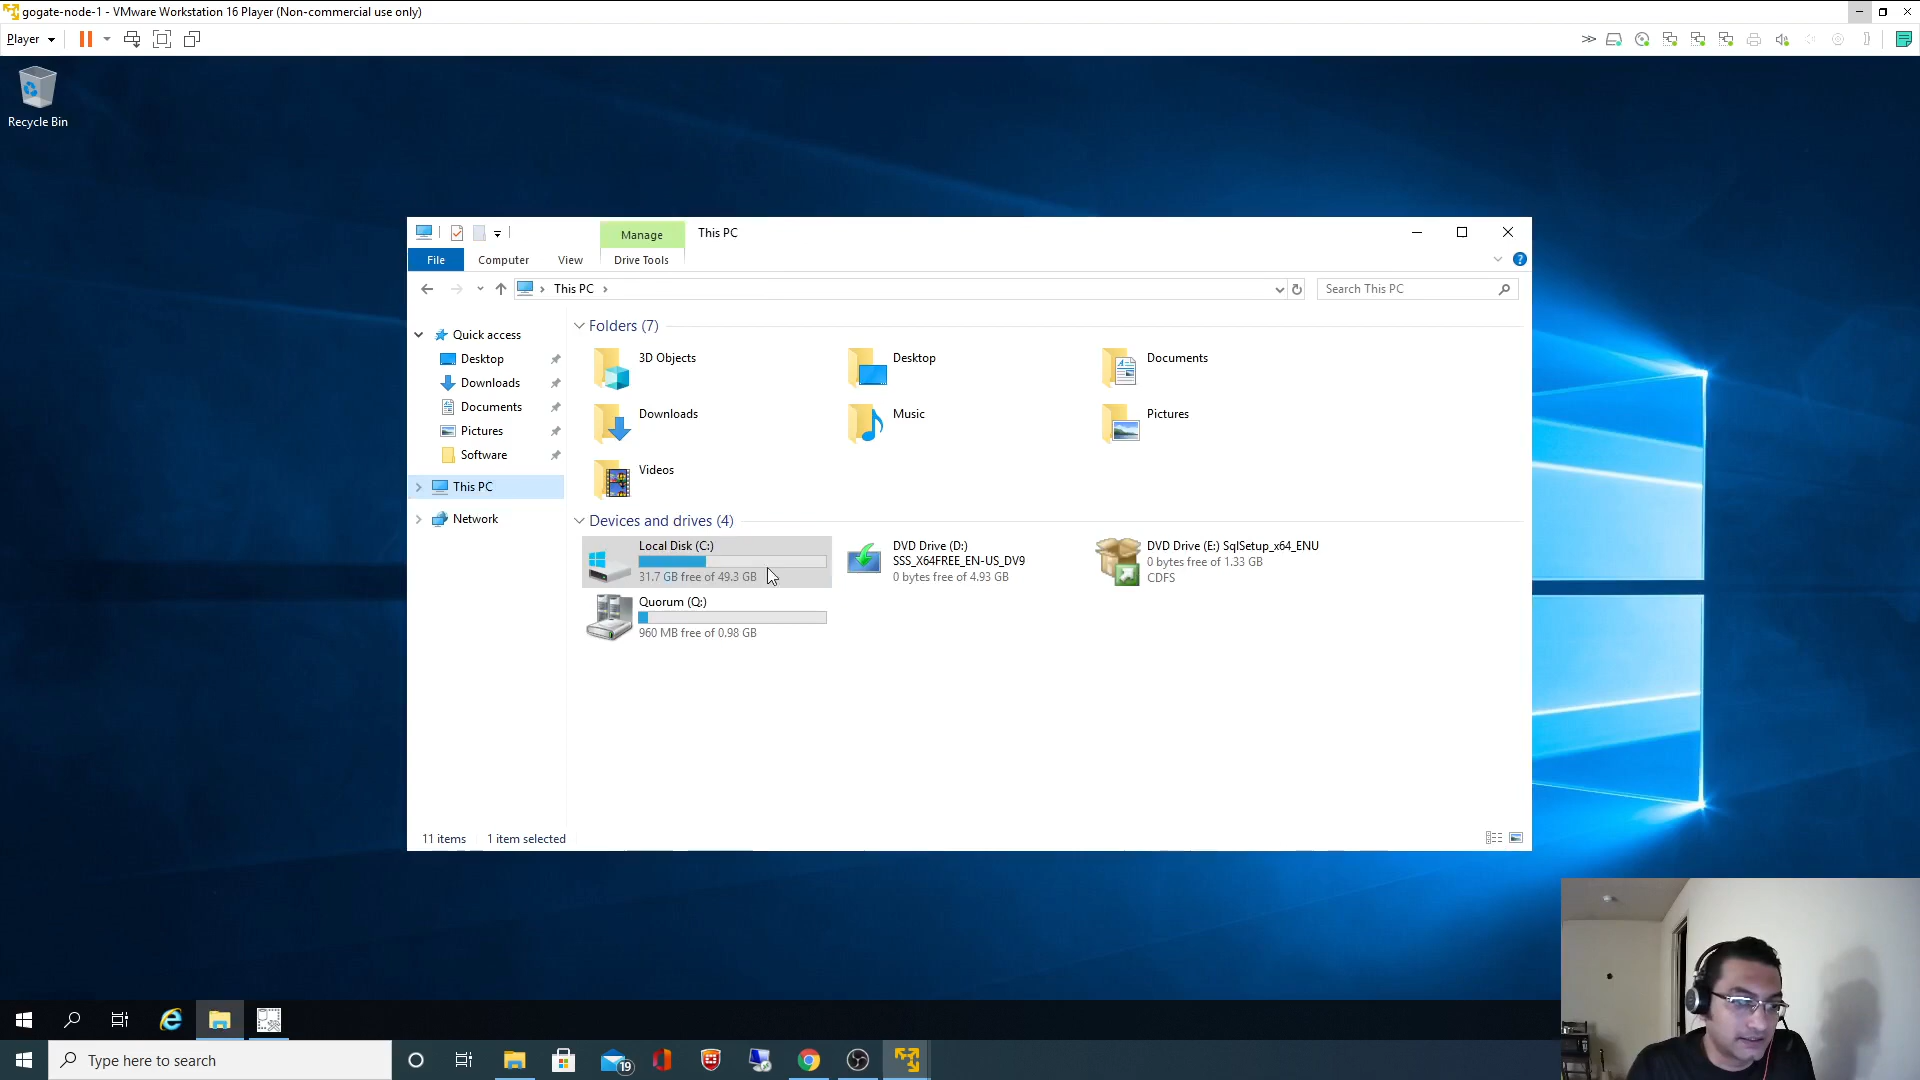 gogate-node-1 - VMware Workstation 16 Player (Non-commercial use only)
Player
Recycle Bin
Manage
This PC
File
Computer
View
Drive Tools
This PC
Search This PC
Quick access
Desktop
Downloads
Documents
Pictures
Software
This PC
Network
Folders (7)
3D Objects
Desktop
Documents
Downloads
Music
Pictures
Videos
Devices and drives (4)
Local Disk (C:)
31.7 GB free of 49.3 GB
DVD Drive (D:)
SSS_X64FREE_EN-US_DV9
0 bytes free of 4.93 GB
DVD Drive (E:) SqlSetup_x64_ENU
0 bytes free of 1.33 GB
CDFS
Quorum (Q:)
960 MB free of 0.98 GB
11 items
1 item selected
Type here to search
19